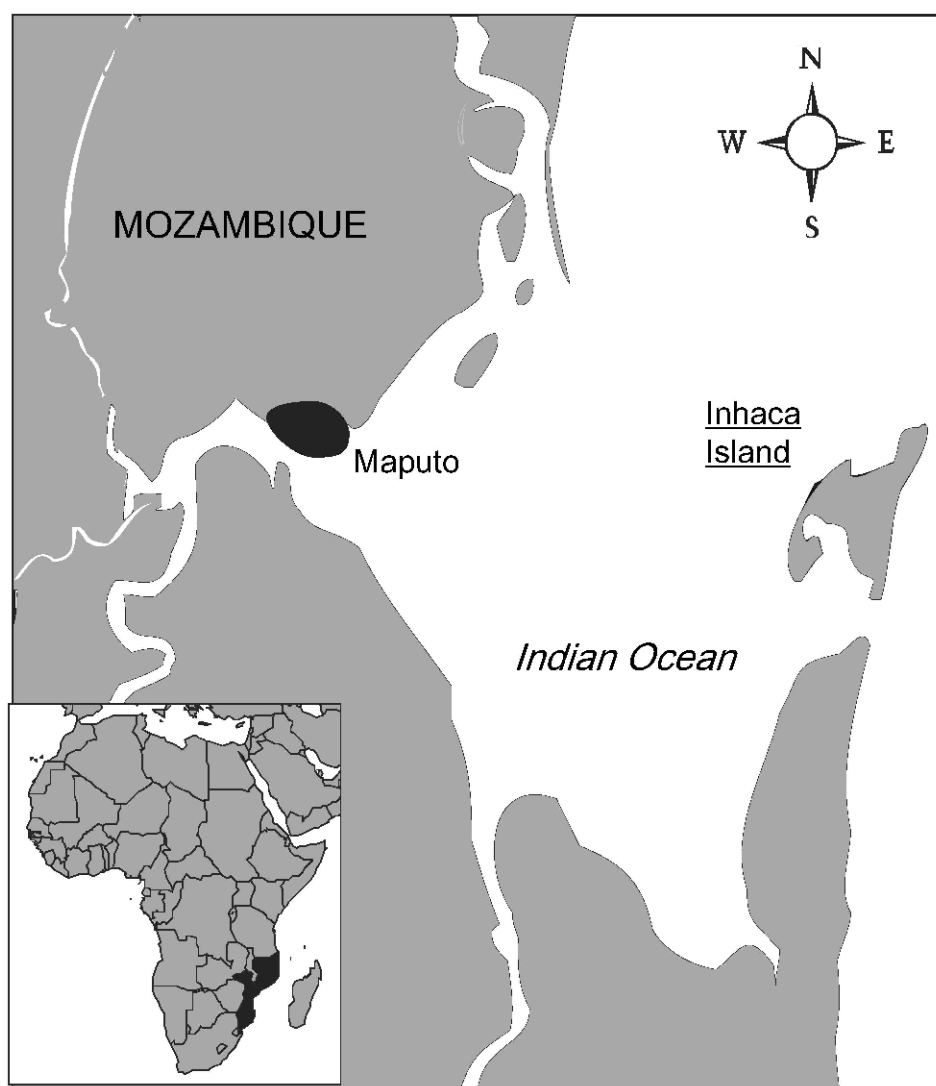 N
W E
S
MOZAMBIQUE
Inhaca
Island
Maputo
Indian Ocean